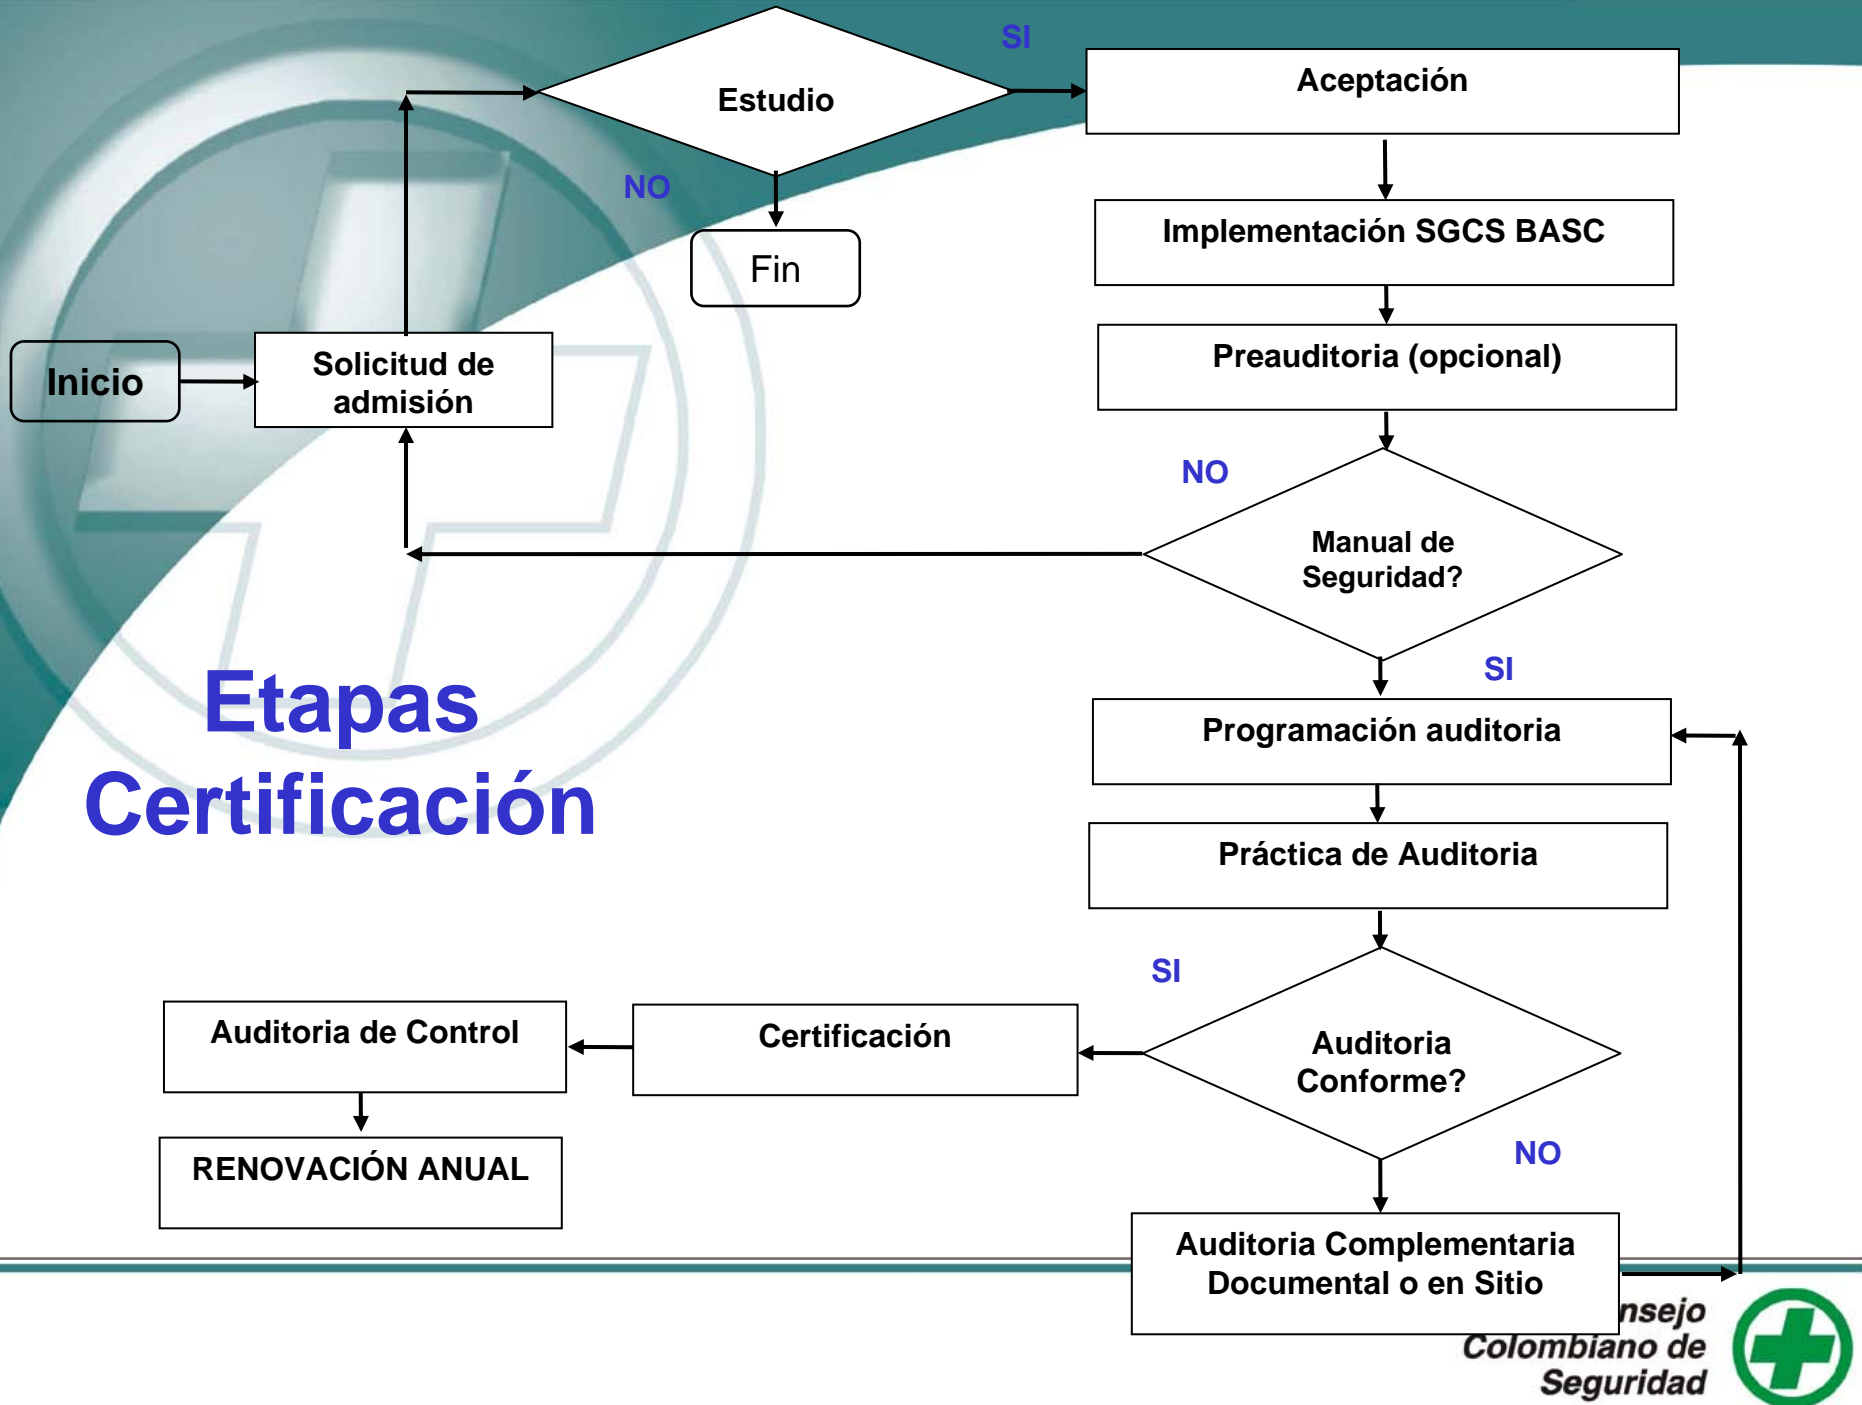 SI
Estudio
Aceptación
NO
Implementación SGCS BASC
Fin
Inicio
Solicitud de
admisión
Preauditoria (opcional)
NO
Manual de
Seguridad?
SI
Etapas
Certificación
Programación auditoria
Práctica de Auditoria
SI
Auditoria de Control
Certificación
Auditoria
Conforme?
NO
RENOVACIÓN ANUAL
Auditoria Complementaria
Documental o en Sitio
nsejo
Colombiano de
Seguridad